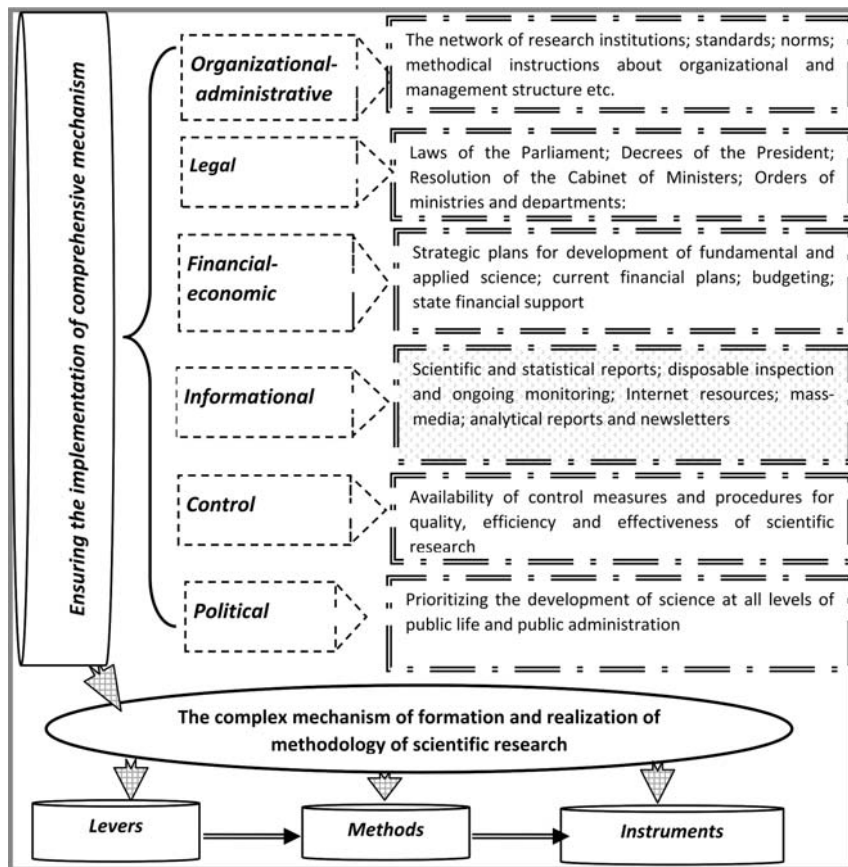 Ensuring the implementation of comprehensive mechanism
Organizational-
administrative
The network of research institutions; standards; norms;
methodical instructions about organizational and
management structure etc.
Legal
Laws of the Parliament; Decrees of the President;
Resolution of the Cabinet of Ministers; Orders of
ministries and departments;
Financial-
economic
Strategic plans for development of fundamental and
applied science; current financial plans; budgeting;
state financial support
Informational
Scientific and statistical reports; disposable inspection
and ongoing monitoring; Internet resources; mass-
media; analytical reports and newsletters
Control
Availability of control measures and procedures for
quality, efficiency and effectiveness of scientific
research
Political
Prioritizing the development of science at all levels of
public life and public administration
The complex mechanism of formation and realization of
methodology of scientific research
Levers
Methods
Instruments